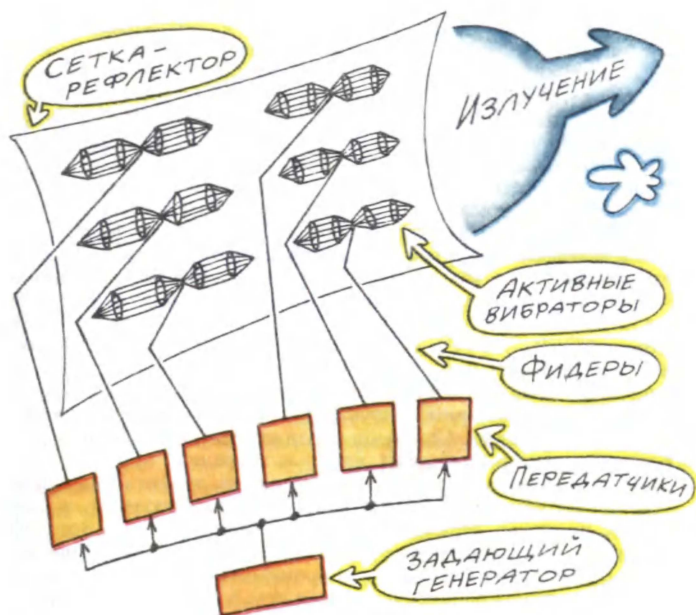 СЕТКА-
РЕФЛЕКТОР
ИЗЛУЧЕНИЕ
АКТИВНЫЕ
ВИБРАТОРЫ
ФИДЕРЫ
ПЕРЕДАТЧИКИ
ЗАДАЮЩИЙ
ГЕНЕРАТОР